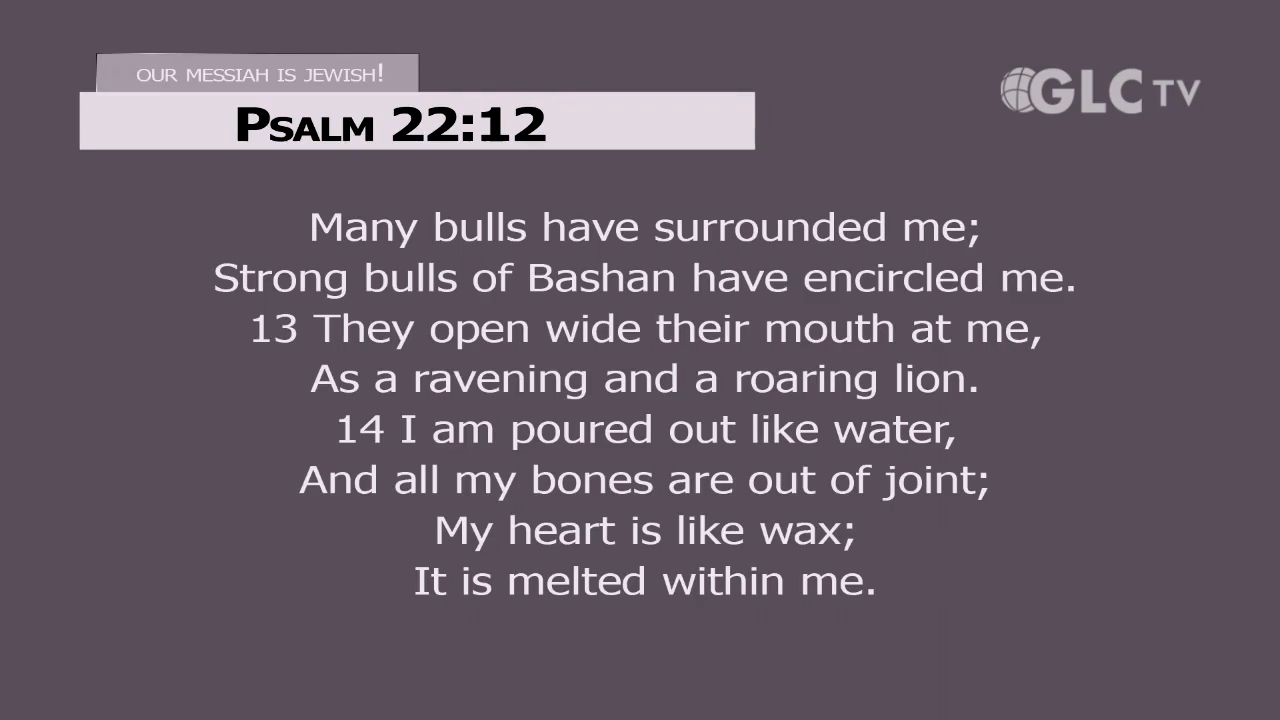 OUR MESSIAH IS JEWISH!
GLC TV
PSALM 22:12
Many bulls have surrounded me;
Strong bulls of Bashan have encircled me.
13 They open wide their mouth at me,
As a ravening and a roaring lion.
14 I am poured out like water,
And all my bones are out of joint;
My heart is like wax;
It is melted within me.